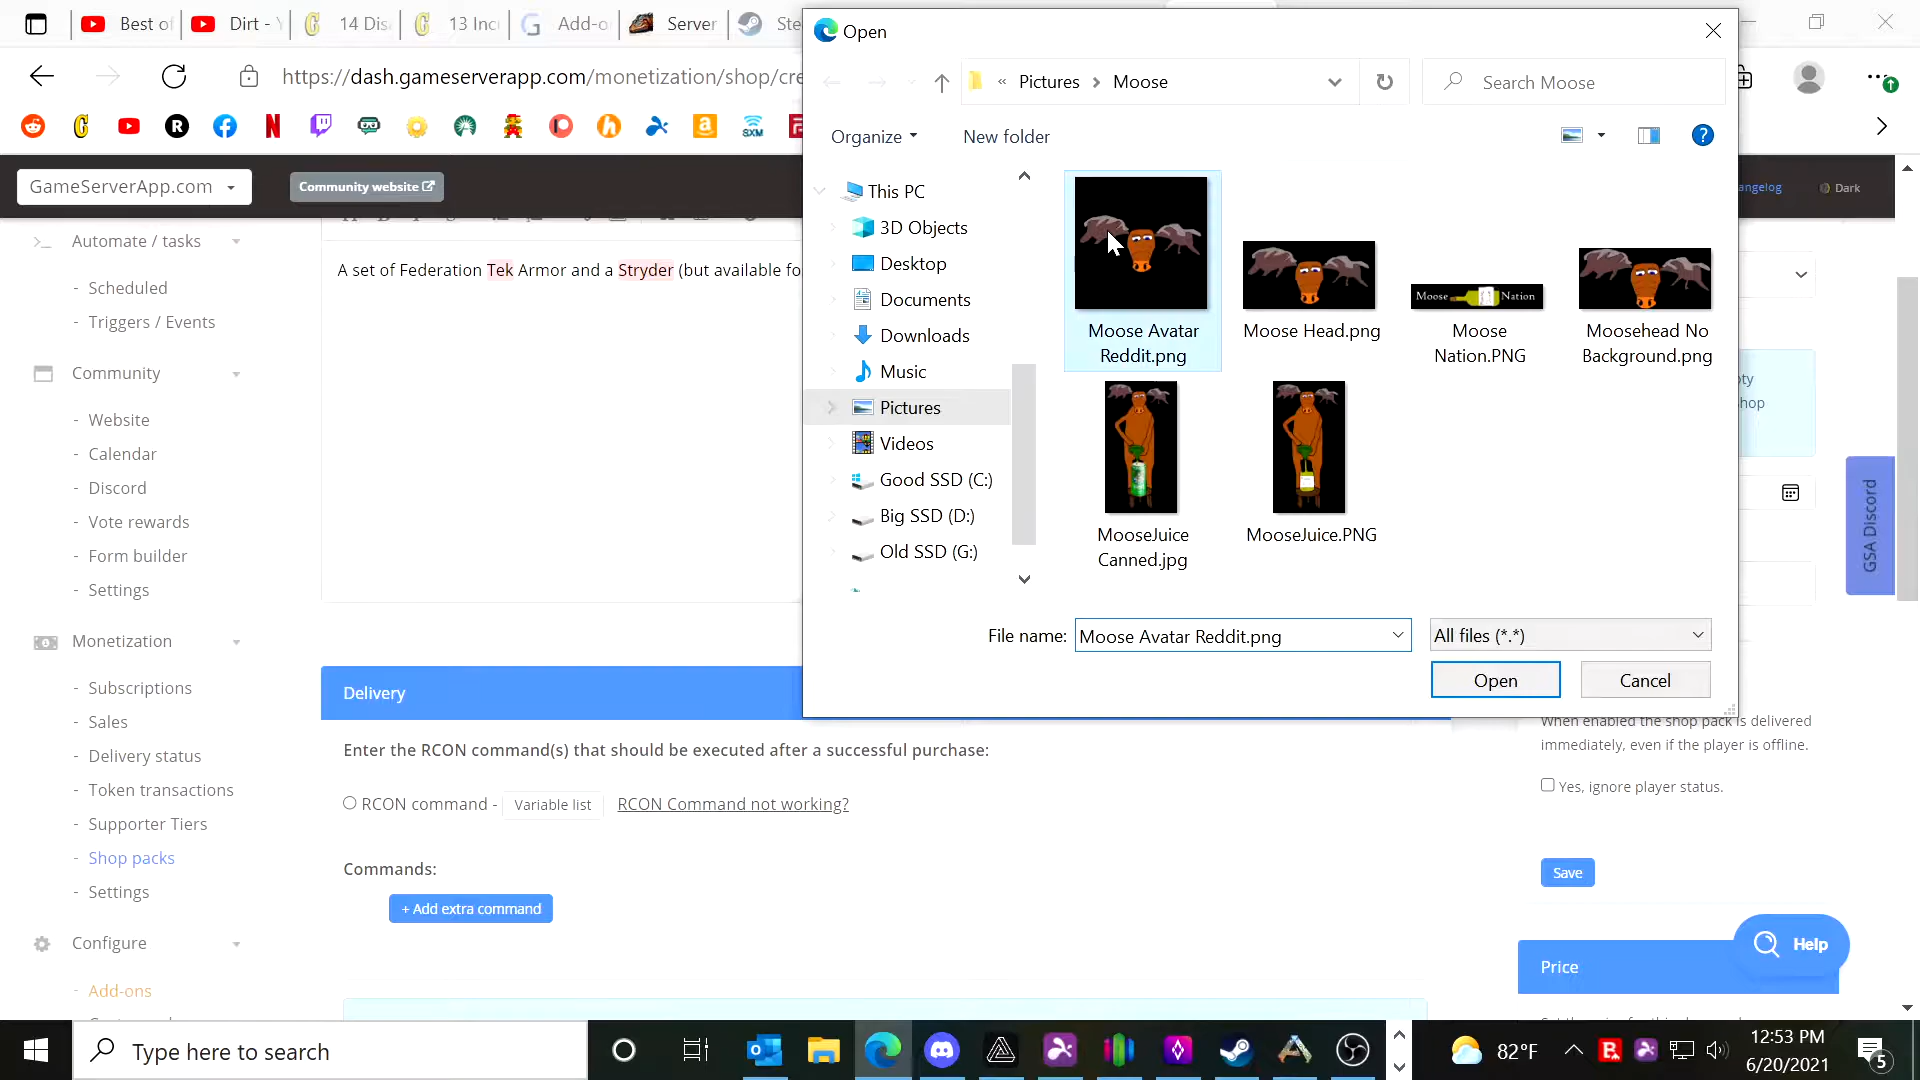 Best of
Dirt - Y
14 Dis
13 Inc
Add-o
Server
Ste
Open
https://dash.gameserverapp.com/monetization/shop/cre
« Pictures > Moose
Search Moose
Organize
New folder
GameServerApp.com
Community website
angelog
Dark
This PC
3D Objects
Desktop
Documents
Downloads
Music
Pictures
Videos
Good SSD (C:)
Big SSD (D:)
Old SSD (G:)
Moose Avatar
Reddit.png
Moose Head.png
Moose Nation
Moose
Nation.PNG
Moosehead No
Background.png
MooseJuice
Canned.jpg
MooseJuice.PNG
File name: Moose Avatar Reddit.png
All files (*.*)
Open
Cancel
Automate / tasks
- Scheduled
- Triggers / Events
Community
- Website
- Calendar
- Discord
- Vote rewards
- Form builder
- Settings
Monetization
- Subscriptions
- Sales
- Delivery status
- Token transactions
- Supporter Tiers
- Shop packs
- Settings
Configure
- Add-ons
A set of Federation Tek Armor and a Stryder (but available fo
Delivery
Enter the RCON command(s) that should be executed after a successful purchase:
RCON command - Variable list RCON Command not working?
Commands:
+ Add extra command
pty
hop
GSA Discord
When enabled the shop pack is delivered
immediately, even if the player is offline.
Yes, ignore player status.
Save
Help
Price
Type here to search
82°F
12:53 PM
6/20/2021
5